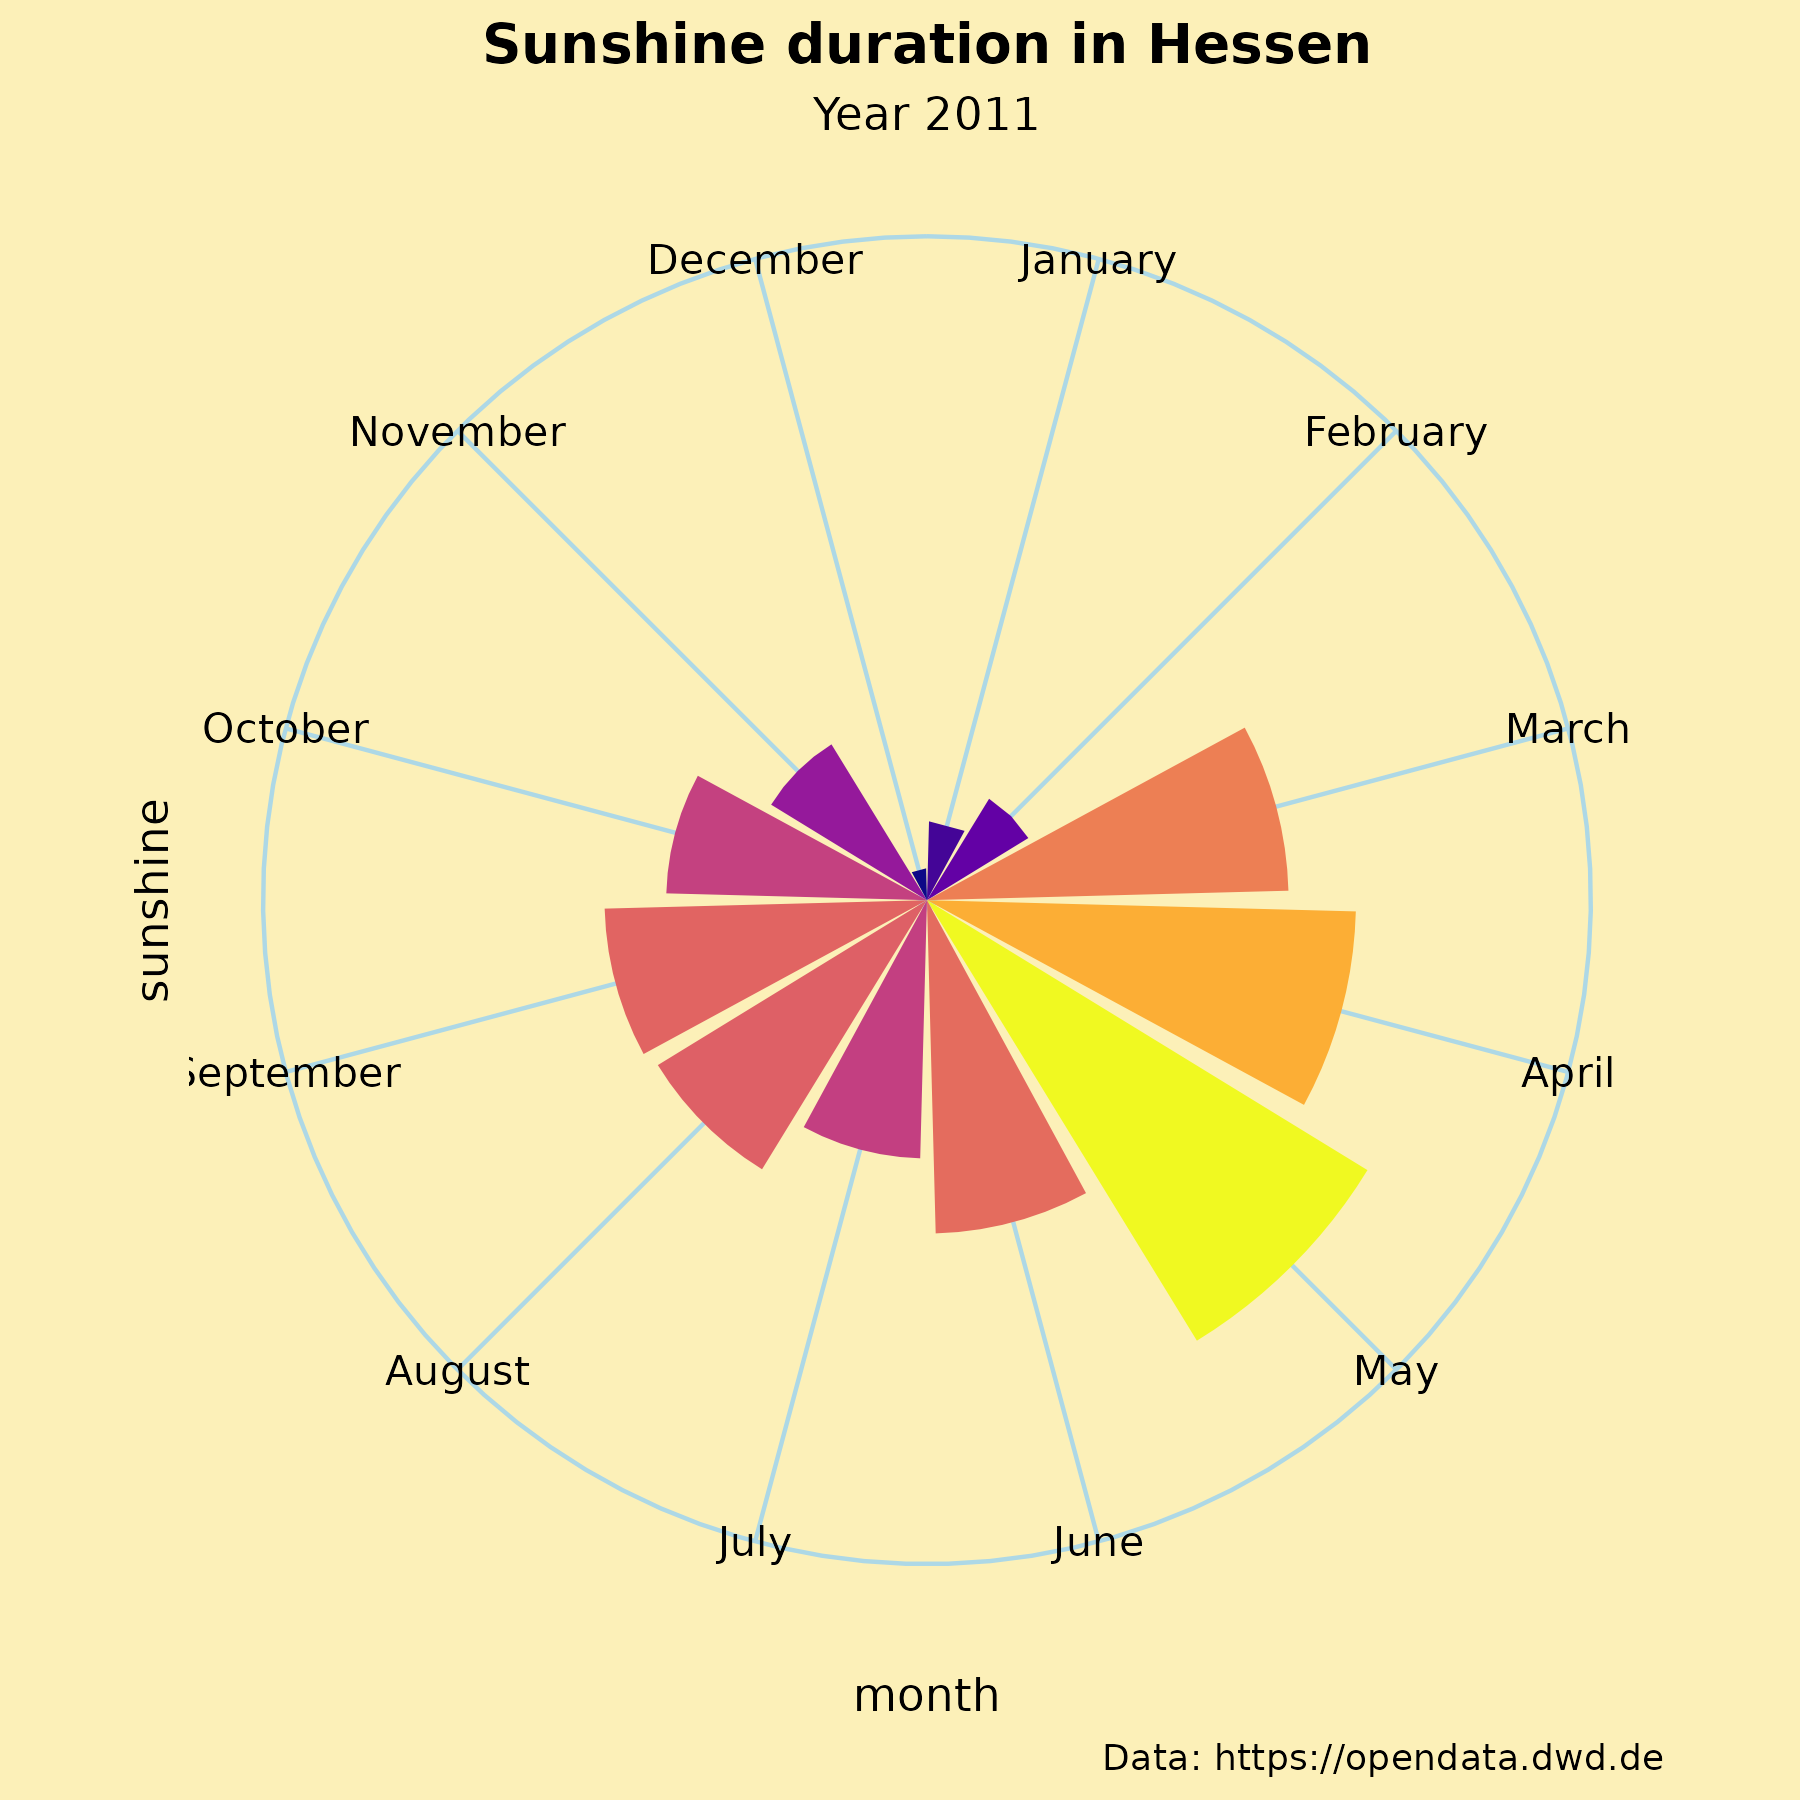 Sunshine duration in Hessen
Year 2011
December
January
November
February
October
March
sunshine
September
April
August
May
July
June
month
Data: https://opendata.dwd.de